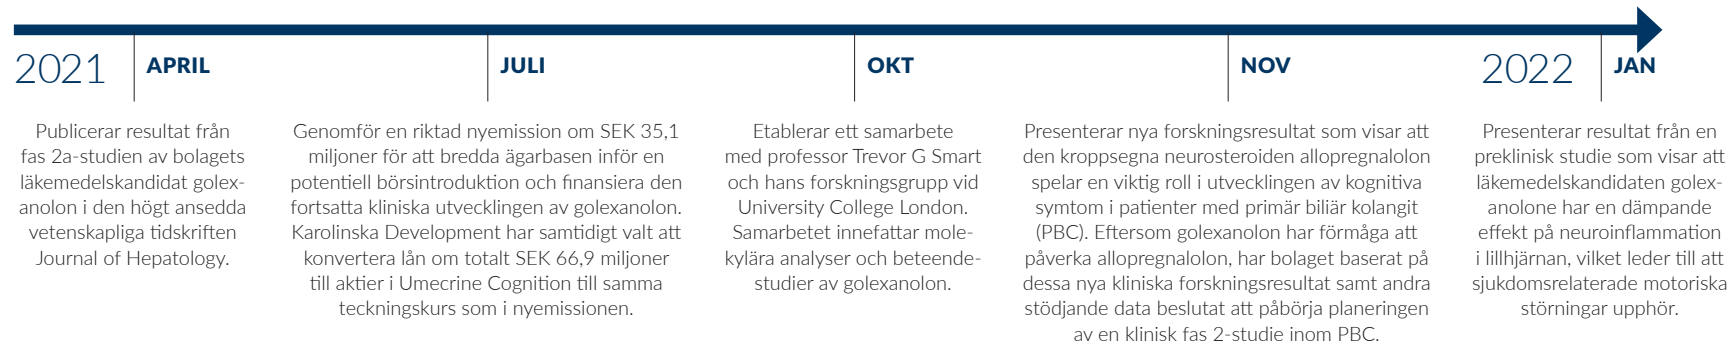 2021
APRIL
Publicerar resultat från
fas 2a-studien av bolagets
läkemedelskandidat golex-
anolon i den högt ansedda
vetenskapliga tidskriften
Journal of Hepatology.
JULI
Genomför en riktad nyemission om SEK 35,1
miljoner för att bredda ägarbasen inför en
potentiell börsintroduktion och finansiera den
fortsatta kliniska utvecklingen av golexanolon.
Karolinska Development har samtidigt valt att
konvertera lån om totalt SEK 66,9 miljoner
till aktier i Umecrine Cognition till samma
teckningskurs som i nyemissionen.
OKT
Etablerar ett samarbete
med professor Trevor G Smart
och hans forskningsgrupp vid
University College London.
Samarbetet innefattar mole-
kylära analyser och beteende-
studier av golexanolon.
NOV
Presenterar nya forskningsresultat som visar att
den kroppsegna neurosteroiden allopregnalolon
spelar en viktig roll i utvecklingen av kognitiva
symtom i patienter med primär biliär kolangit
(PBC). Eftersom golexanolon har förmåga att
påverka allopregnalolon, har bolaget baserat på
dessa nya kliniska forskningsresultat samt andra
stödjande data beslutat att påbörja planeringen
av en klinisk fas 2-studie inom PBC.
2022
JAN
Presenterar resultat från en
preklinisk studie som visar att
läkemedelskandidaten golex-
anolone har en dämpande
effekt på neuroinflammation
i lillhjärnan, vilket leder till att
sjukdomsrelaterade motoriska
störningar upphör.